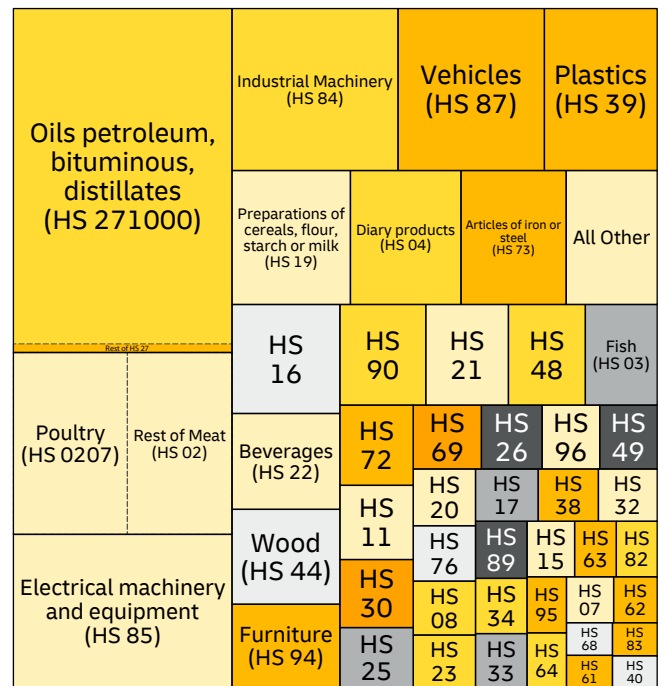 Oils petroleum,
bituminous,
distillates
(HS 271000)
Rest of HS 27
Poultry
(HS 0207)
Rest of Meat
(HS 02)
Electrical machinery
and equipment
(HS 85)
Industrial Machinery
(HS 84)
Vehicles
(HS 87)
Plastics
(HS 39)
Preparations of
cereals, flour,
starch or milk
(HS 19)
Diary products
(HS 04)
Articles of iron or
steel
(HS 73)
All Other
HS
16
HS
90
HS
21
HS
48
Fish
(HS 03)
Beverages
(HS 22)
Wood
(HS 44)
Furniture
(HS 94)
HS
72
HS
11
HS
30
HS
25
HS
69
HS
26
HS
96
HS
49
HS
20
HS
17
HS
38
HS
32
HS
76
HS
89
HS
15
HS
63
HS
82
HS
08
HS
34
HS
95
HS
07
HS
62
HS
23
HS
33
HS
64
HS
68
HS
83
HS
61
HS
40